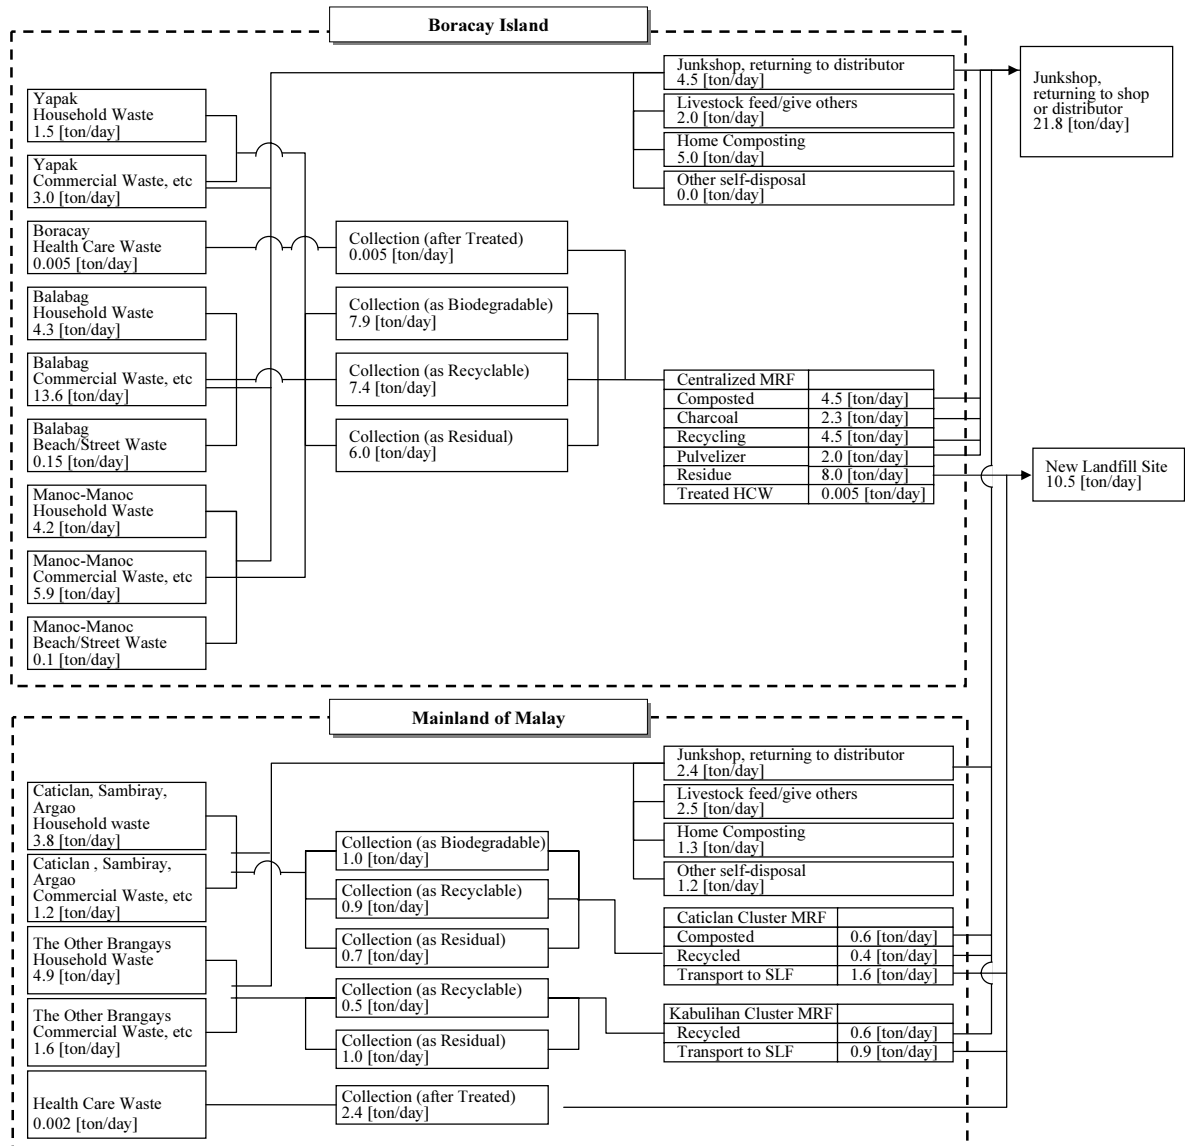 Boracay Island
Yapak
Household Waste
1.5 [ton/day]
Yapak
Commercial Waste, etc
3.0 [ton/day]
Boracay
Health Care Waste
0.005 [ton/day]
Balabag
Household Waste
4.3 [ton/day]
Balabag
Commercial Waste, etc
13.6 [ton/day]
Balabag
Beach/Street Waste
0.15 [ton/day]
Manoc-Manoc
Household Waste
4.2 [ton/day]
Manoc-Manoc
Commercial Waste, etc
5.9 [ton/day]
Manoc-Manoc
Beach/Street Waste
0.1 [ton/day]
Collection (after Treated)
0.005 [ton/day]
Collection (as Biodegradable)
7.9 [ton/day]
Collection (as Recyclable)
7.4 [ton/day]
Collection (as Residual)
6.0 [ton/day]
Junkshop, returning to distributor
4.5 [ton/day]
Livestock feed/give others
2.0 [ton/day]
Home Composting
5.0 [ton/day]
Other self-disposal
0.0 [ton/day]
Centralized MRF
Composted 4.5 [ton/day]
Charcoal 2.3 [ton/day]
Recycling 4.5 [ton/day]
Pulvelizer 2.0 [ton/day]
Residue 8.0 [ton/day]
Treated HCW 0.005 [ton/day]
Junkshop,
returning to shop
or distributor
21.8 [ton/day]
New Landfill Site
10.5 [ton/day]
Mainland of Malay
Caticlan, Sambiray,
Argao
Household waste
3.8 [ton/day]
Caticlan , Sambiray,
Argao
Commercial Waste, etc
1.2 [ton/day]
The Other Brangays
Household Waste
4.9 [ton/day]
The Other Brangays
Commercial Waste, etc
1.6 [ton/day]
Health Care Waste
0.002 [ton/day]
Collection (as Biodegradable)
1.0 [ton/day]
Collection (as Recyclable)
0.9 [ton/day]
Collection (as Residual)
0.7 [ton/day]
Collection (as Recyclable)
0.5 [ton/day]
Collection (as Residual)
1.0 [ton/day]
Collection (after Treated)
2.4 [ton/day]
Junkshop, returning to distributor
2.4 [ton/day]
Livestock feed/give others
2.5 [ton/day]
Home Composting
1.3 [ton/day]
Other self-disposal
1.2 [ton/day]
Caticlan Cluster MRF
Composted 0.6 [ton/day]
Recycled 0.4 [ton/day]
Transport to SLF 1.6 [ton/day]
Kabulihan Cluster MRF
Recycled 0.6 [ton/day]
Transport to SLF 0.9 [ton/day]